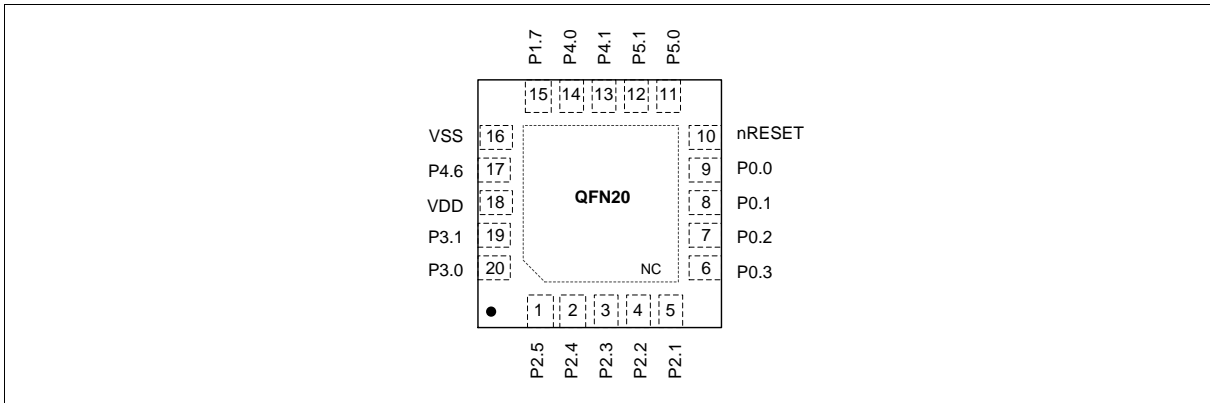 P1.7 P4.0 P4.1 P5.1 P5.0
15 14 13 12 11
VSS 16 10 nRESET
P4.6 17 9 P0.0
VDD 18 QFN20 8 P0.1
P3.1 19 7 P0.2
P3.0 20 NC 6 P0.3
1 2 3 4 5
P2.5 P2.4 P2.3 P2.2 P2.1